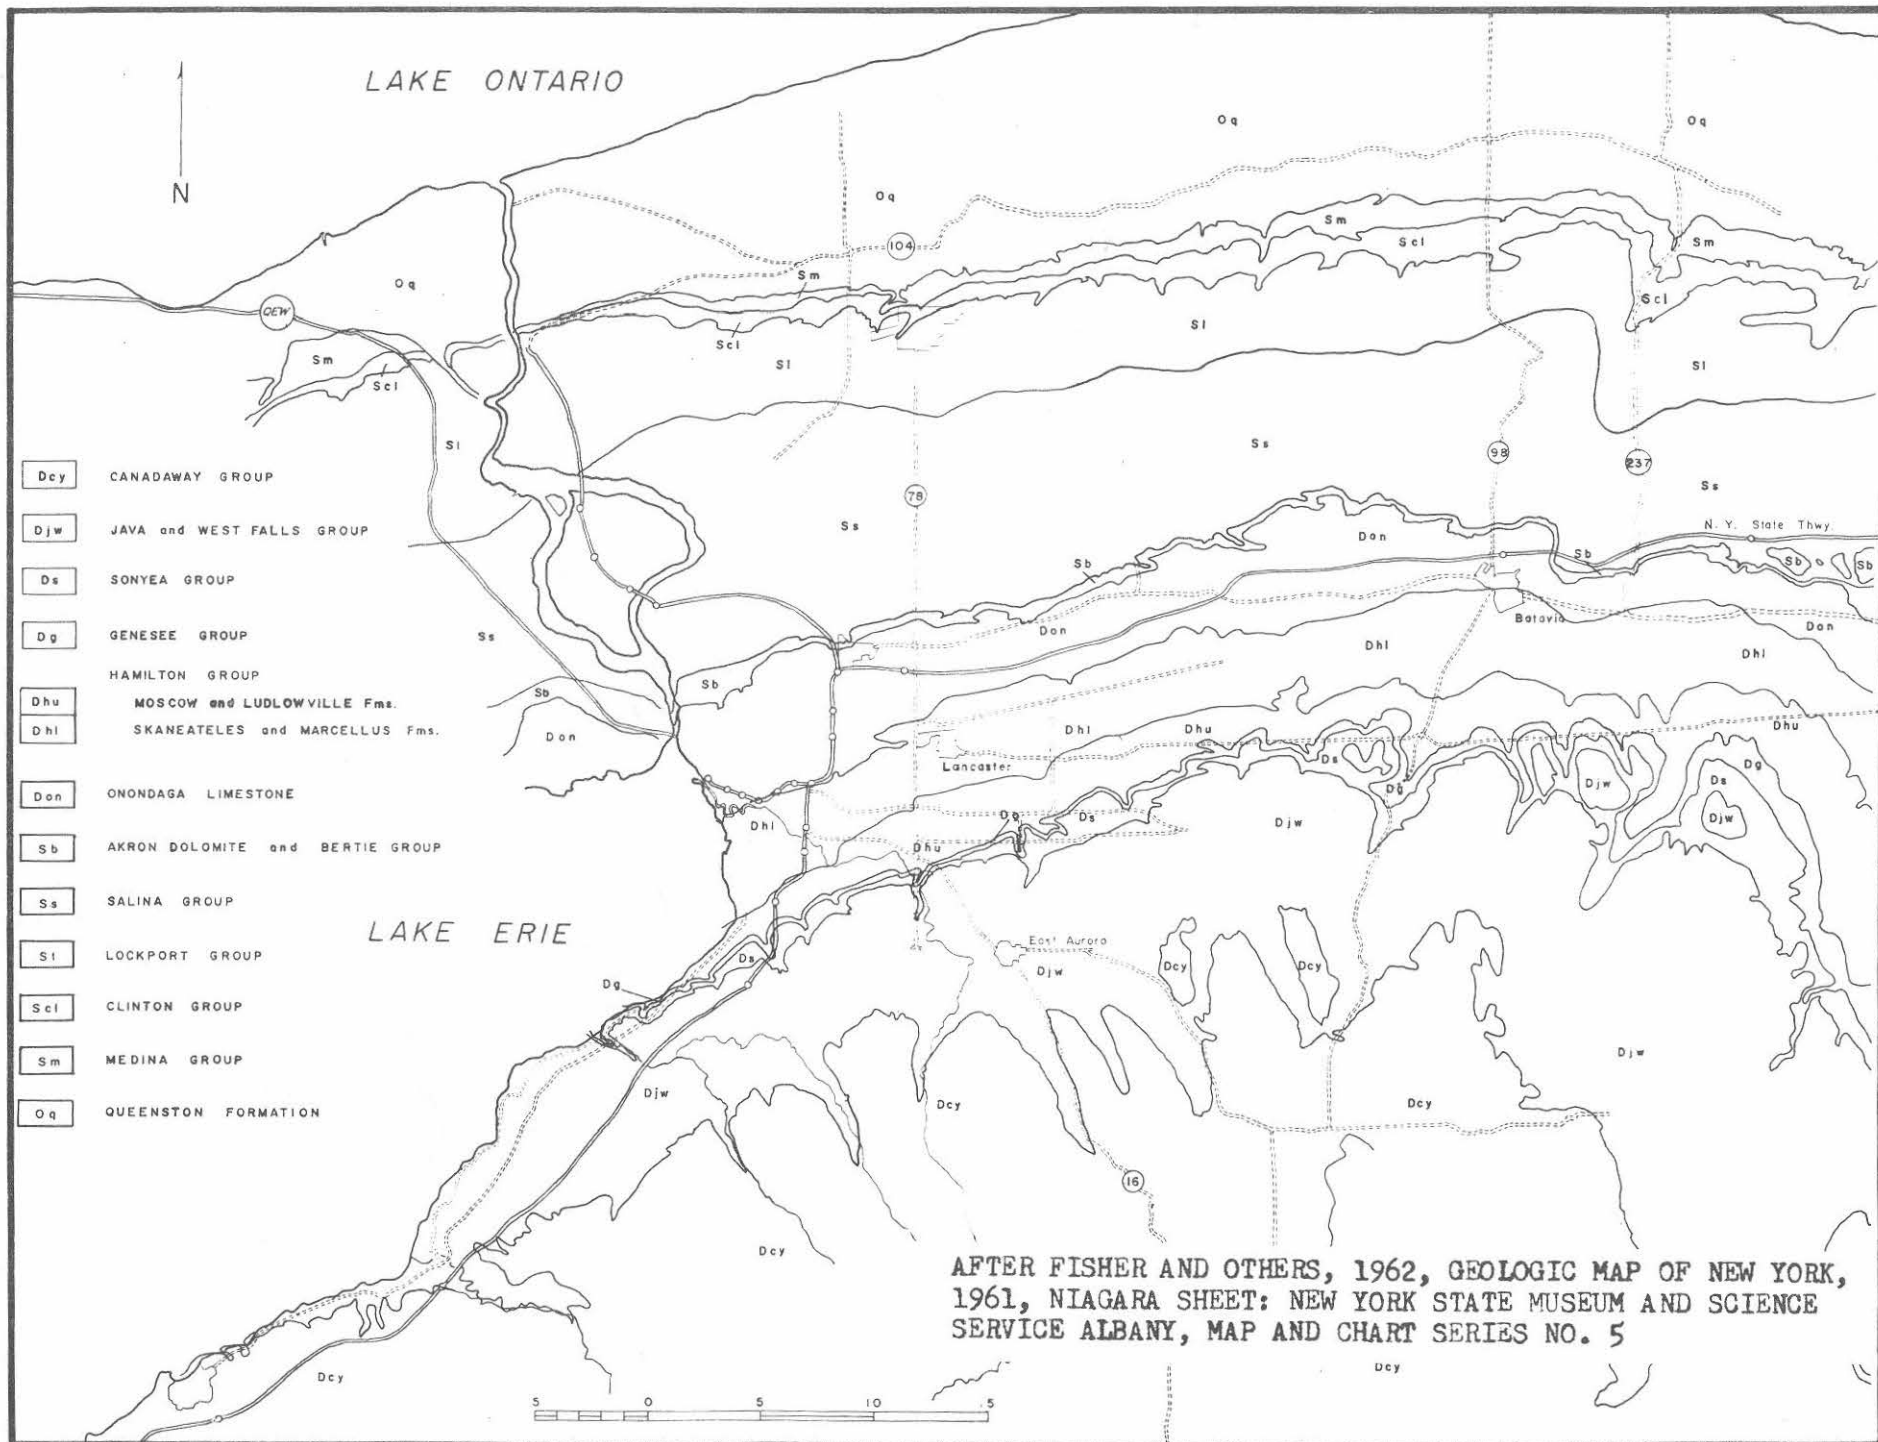 LAKE ONTARIO
N
Oq
Oq
Oq
104
Sm
Scl
Sm
Sm
Oq
QEW
Scl
Sl
Scl
Sl
Sl
Sm
Scl
Sl
Ss
98
237
78
Ss
Ss
N. Y. State Thwy.
Don
Sb
Sb
Sb
Sb
Batavia
Don
Don
Ss
Dhl
Dhl
Sb
Sb
Don
Dhl
Dhu
Dhu
Lancaster
Ds
Dg
Djw
Ds
Dg
Djw
Dhl
Dg
Ds
Djw
Dhu
Dcy CANADAWAY GROUP
Djw JAVA and WEST FALLS GROUP
Ds SONYEA GROUP
Dg GENESEE GROUP
HAMILTON GROUP
Dhu MOSCOW and LUDLOWVILLE Fms.
Dhl SKANEATELES and MARCELLUS Fms.
Don ONONDAGA LIMESTONE
Sb AKRON DOLOMITE and BERTIE GROUP
Ss SALINA GROUP
Sl LOCKPORT GROUP
Scl CLINTON GROUP
Sm MEDINA GROUP
Oq QUEENSTON FORMATION
LAKE ERIE
East Aurora
Djw
Dcy
Dcy
Ds
Dg
Djw
Djw
Dcy
Dcy
16
Dcy
AFTER FISHER AND OTHERS, 1962, GEOLOGIC MAP OF NEW YORK,
1961, NIAGARA SHEET: NEW YORK STATE MUSEUM AND SCIENCE
SERVICE ALBANY, MAP AND CHART SERIES NO. 5
Dcy
Dcy
5 0 5 10 .5